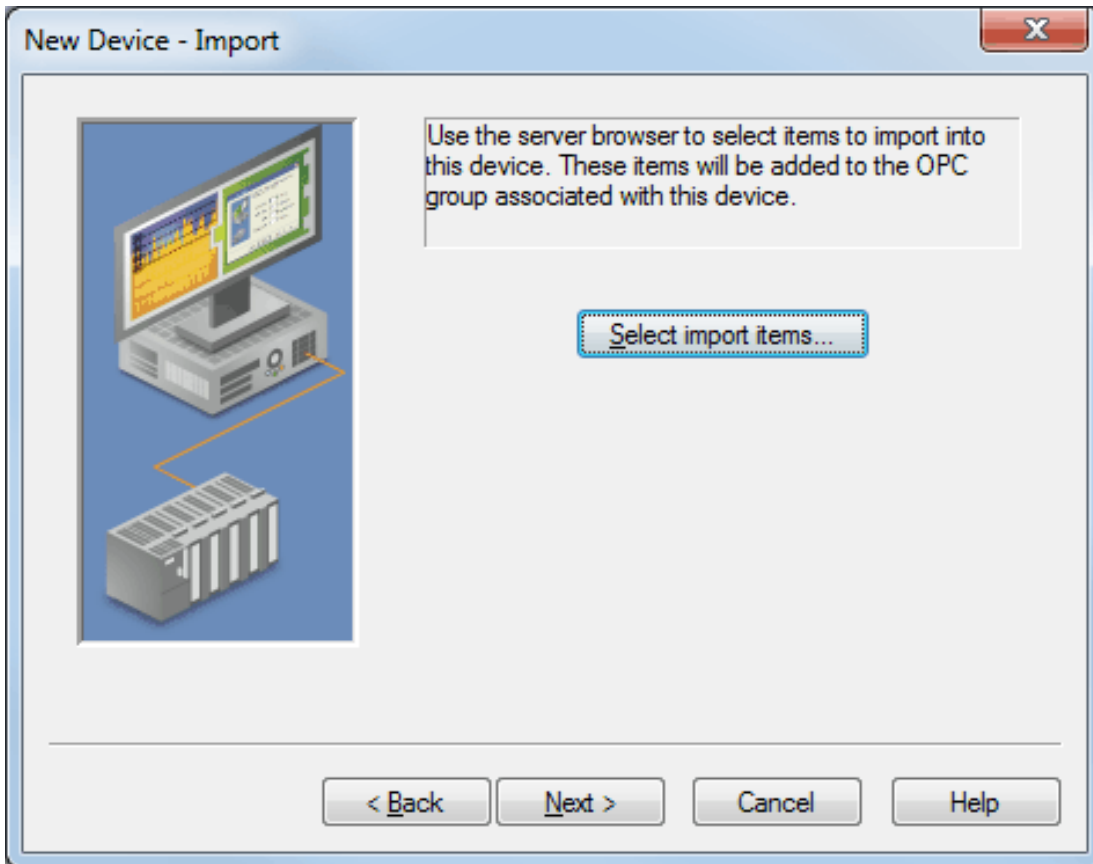 New Device - Import
Use the server browser to select items to import into
this device. These items will be added to the OPC
group associated with this device.
Select import items...
< Back
Next >
Cancel
Help